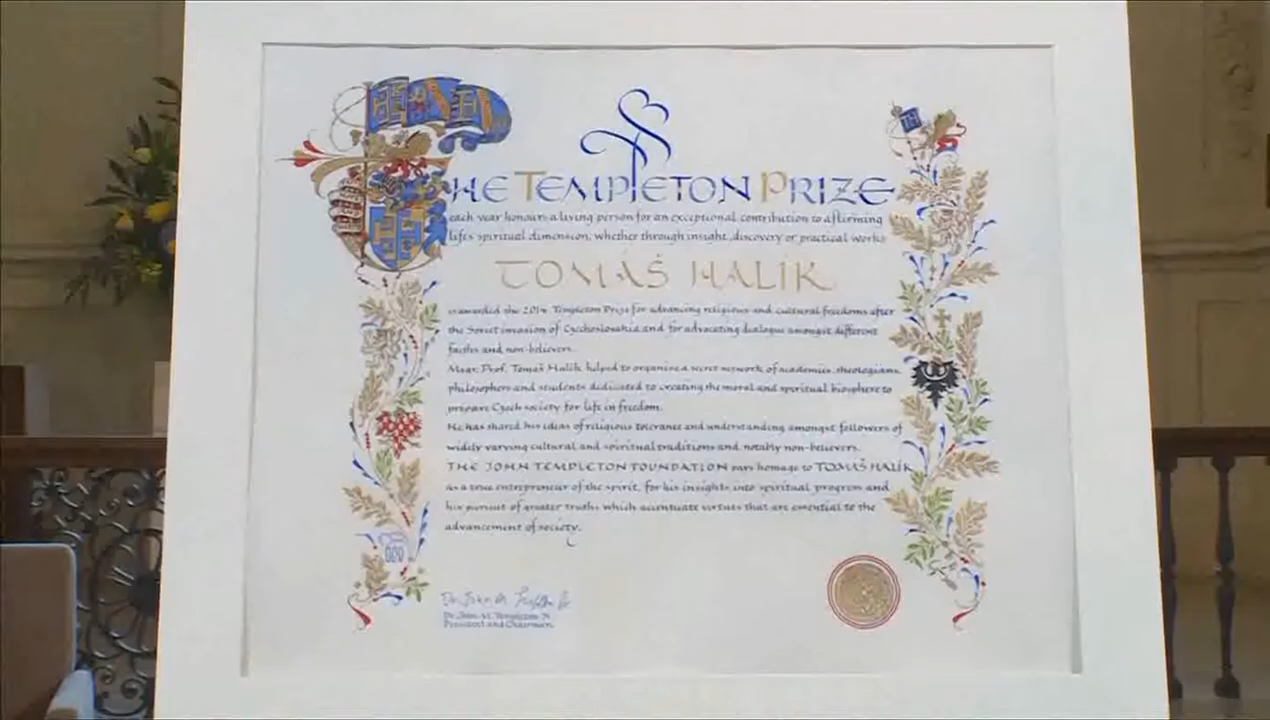 THE TEMPLETON PRIZE
each year honours a living person for an exceptional contribution to affirming
life's spiritual dimension, whether through insight, discovery or practical works
TOMÁŠ HALÍK
is awarded the 2014 Templeton Prize for advancing religious and cultural freedoms after
the Soviet invasion of Czechoslovakia and for advocating dialogue amongst different
faiths and non-believers.
Msgr. Prof. Tomáš Halík helped to organise a secret network of academics, theologians,
philosophers and students dedicated to creating the moral and spiritual biosphere to
prepare Czech society for life in freedom.
He has shared his ideas of religious tolerance and understanding amongst followers of
widely varying cultural and spiritual traditions and notably non-believers.
THE JOHN TEMPLETON FOUNDATION pays homage to TOMÁŠ HALÍK
as a true entrepreneur of the spirit, for his insights into spiritual progress and
his pursuit of greater truths which accentuate virtues that are essential to the
advancement of society.
Dr. John M. Templeton Jr
President and Chairman